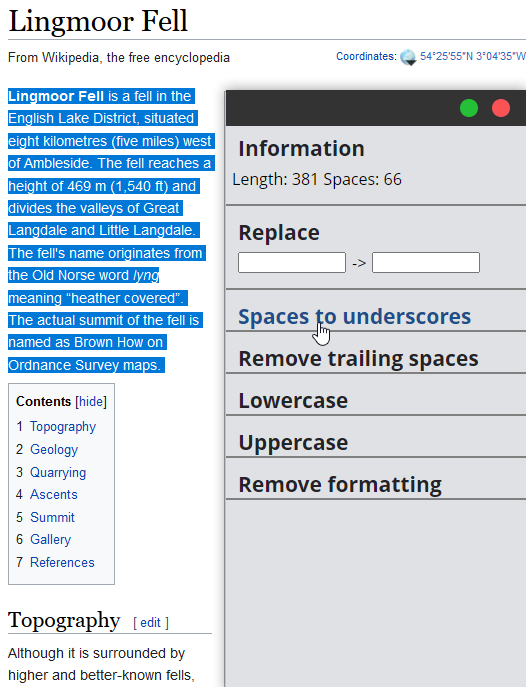 Lingmoor Fell
From Wikipedia, the free encyclopedia
Coordinates: 54°25′55″N 3°04′35″W
Lingmoor Fell is a fell in the
English Lake District, situated
eight kilometres (five miles) west
of Ambleside. The fell reaches a
height of 469 m (1,540 ft) and
divides the valleys of Great
Langdale and Little Langdale.
The fell's name originates from
the Old Norse word lyng
meaning "heather covered".
The actual summit of the fell is
named as Brown How on
Ordnance Survey maps.
Contents [hide]
1 Topography
2 Geology
3 Quarrying
4 Ascents
5 Summit
6 Gallery
7 References
Topography [ edit ]
Although it is surrounded by
higher and better-known fells,
Information
Length: 381 Spaces: 66
Replace
->
Spaces to underscores
Remove trailing spaces
Lowercase
Uppercase
Remove formatting